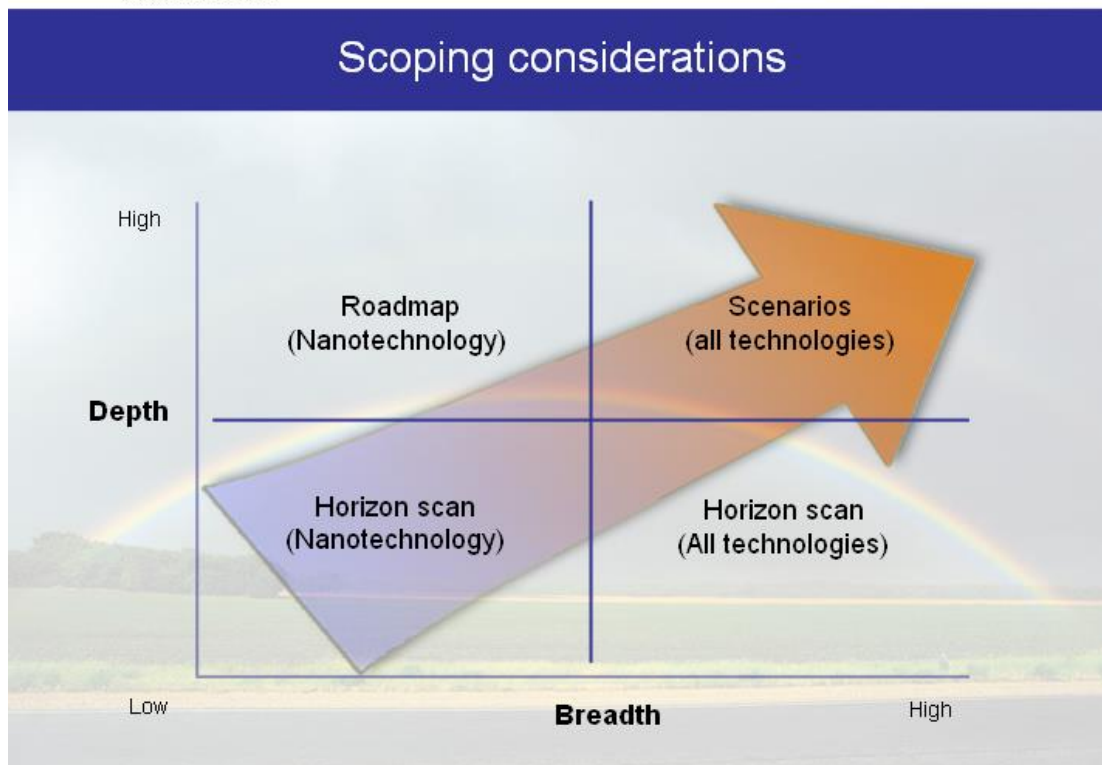 Scoping considerations
High
Roadmap
(Nanotechnology)
Scenarios
(all technologies)
Depth
Horizon scan
(Nanotechnology)
Horizon scan
(All technologies)
Low
Breadth
High